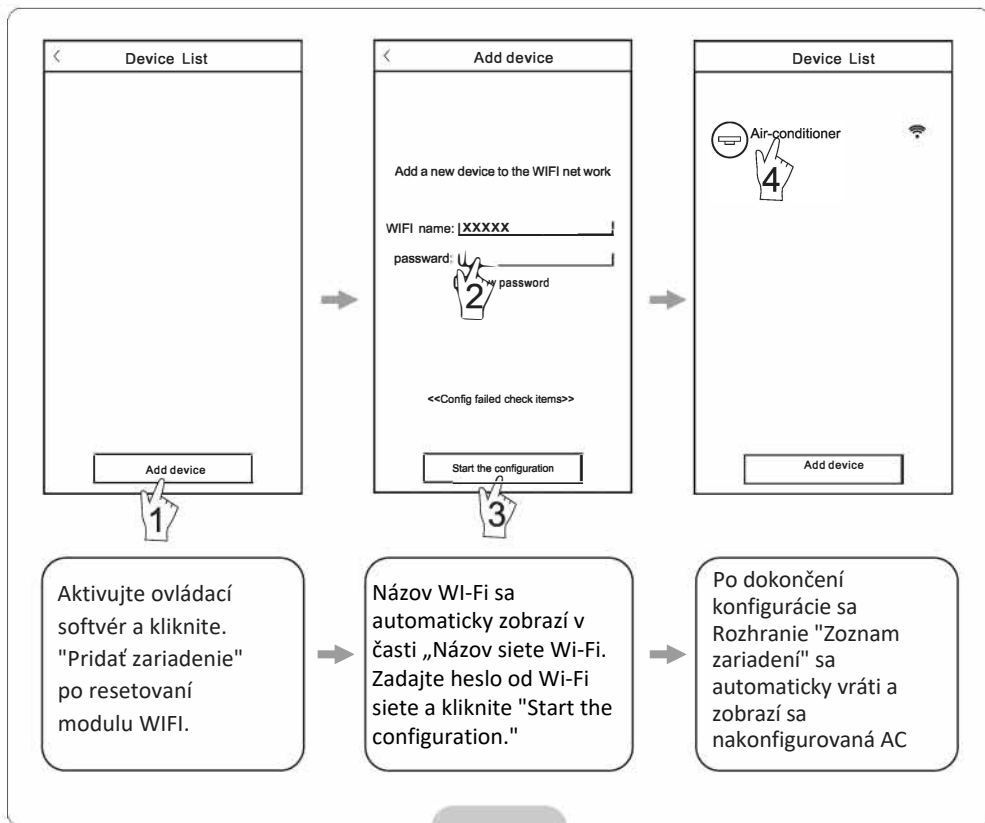 <
Device List
Add device
1
<
Add device
Add a new device to the WIFI net work
WIFI name: XXXXX
passward:
password
2
<<Config failed check items>>
Start the configuration
3
Device List
Air-conditioner
4
Add device
Aktivujte ovládací
softvér a kliknite.
"Pridať zariadenie"
po resetovaní
modulu WIFI.
Názov WI-Fi sa
automaticky zobrazí v
časti „Názov siete Wi-Fi.
Zadajte heslo od Wi-Fi
siete a kliknite "Start the
configuration."
Po dokončení
konfigurácie sa
Rozhranie "Zoznam
zariadení" sa
automaticky vráti a
zobrazí sa
nakonfigurovaná AC